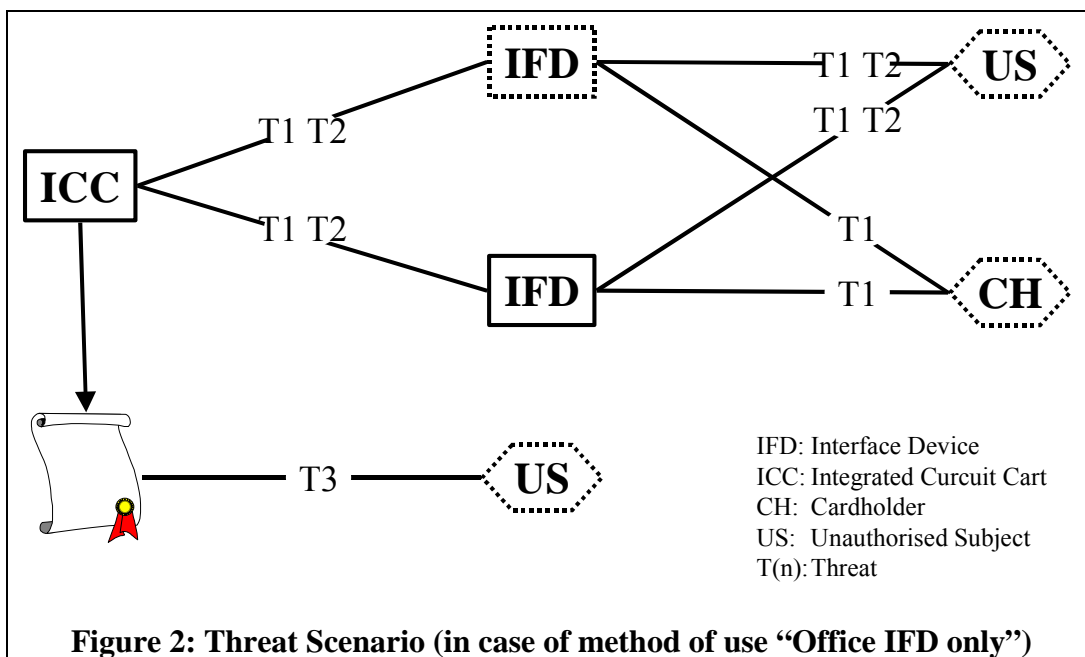 IFD
T1 T2
US
T1 T2
T1 T2
ICC
T1 T2
T1
IFD
T1
CH
T3
US
IFD: Interface Device
ICC: Integrated Curcuit Cart
CH: Cardholder
US: Unauthorised Subject
T(n): Threat
Figure 2: Threat Scenario (in case of method of use “Office IFD only”)